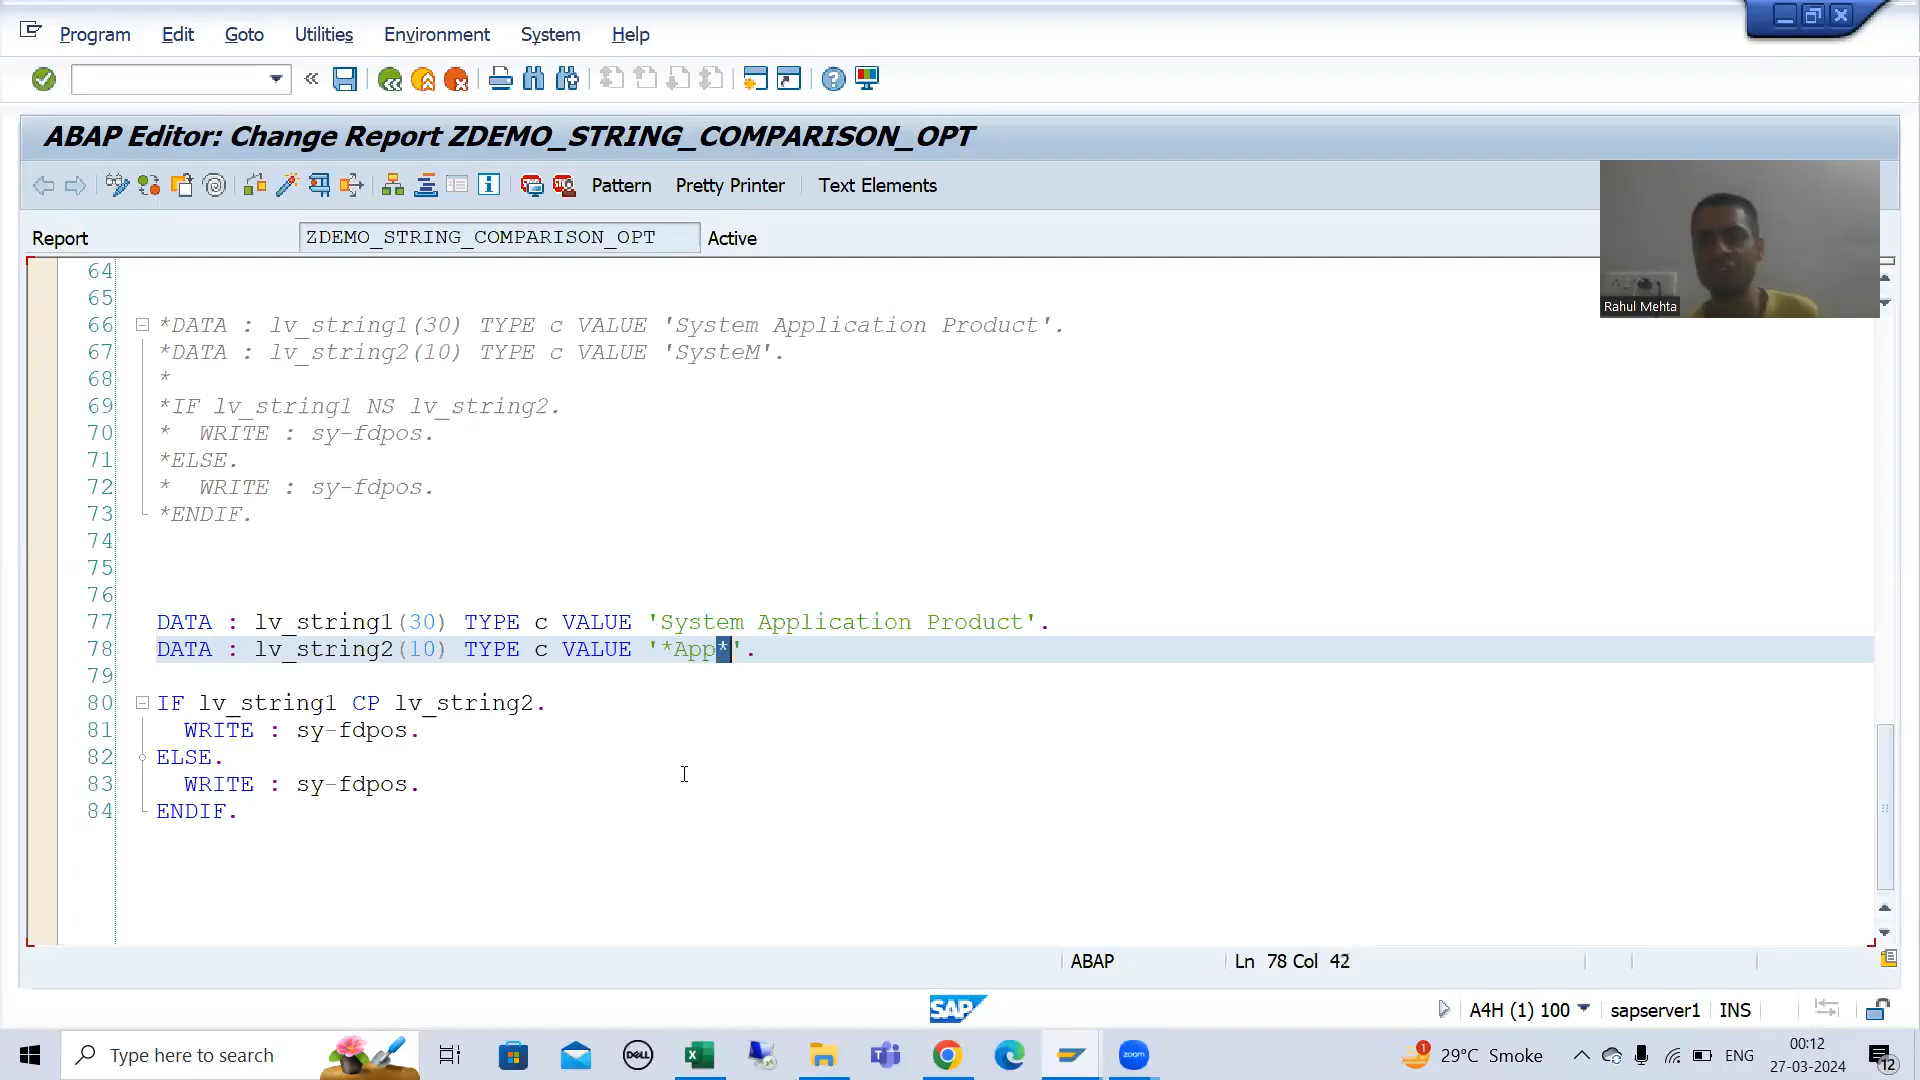 Program Edit Goto Utilities Environment System Help
ABAP Editor: Change Report ZDEMO_STRING_COMPARISON_OPT
Pattern Pretty Printer Text Elements
Report ZDEMO_STRING_COMPARISON_OPT Active
Rahul Mehta
64
65
66 *DATA : lv_string1(30) TYPE c VALUE 'System Application Product'.
67 *DATA : lv_string2(10) TYPE c VALUE 'SysteM'.
68 *
69 *IF lv_string1 NS lv_string2.
70 *  WRITE : sy-fdpos.
71 *ELSE.
72 *  WRITE : sy-fdpos.
73 *ENDIF.
74
75
76
77 DATA : lv_string1(30) TYPE c VALUE 'System Application Product'.
78 DATA : lv_string2(10) TYPE c VALUE '*App*'.
79
80 IF lv_string1 CP lv_string2.
81   WRITE : sy-fdpos.
82 ELSE.
83   WRITE : sy-fdpos.
84 ENDIF.
ABAP Ln 78 Col 42
SAP A4H (1) 100 sapserver1 INS
Type here to search DELL zoom 1 29°C Smoke ENG 00:12
27-03-2024 12